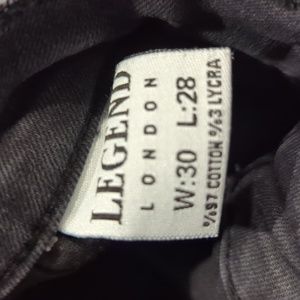 LEGEND
LONDON
W:30 L:28
%97 COTTON %3 LYCRA